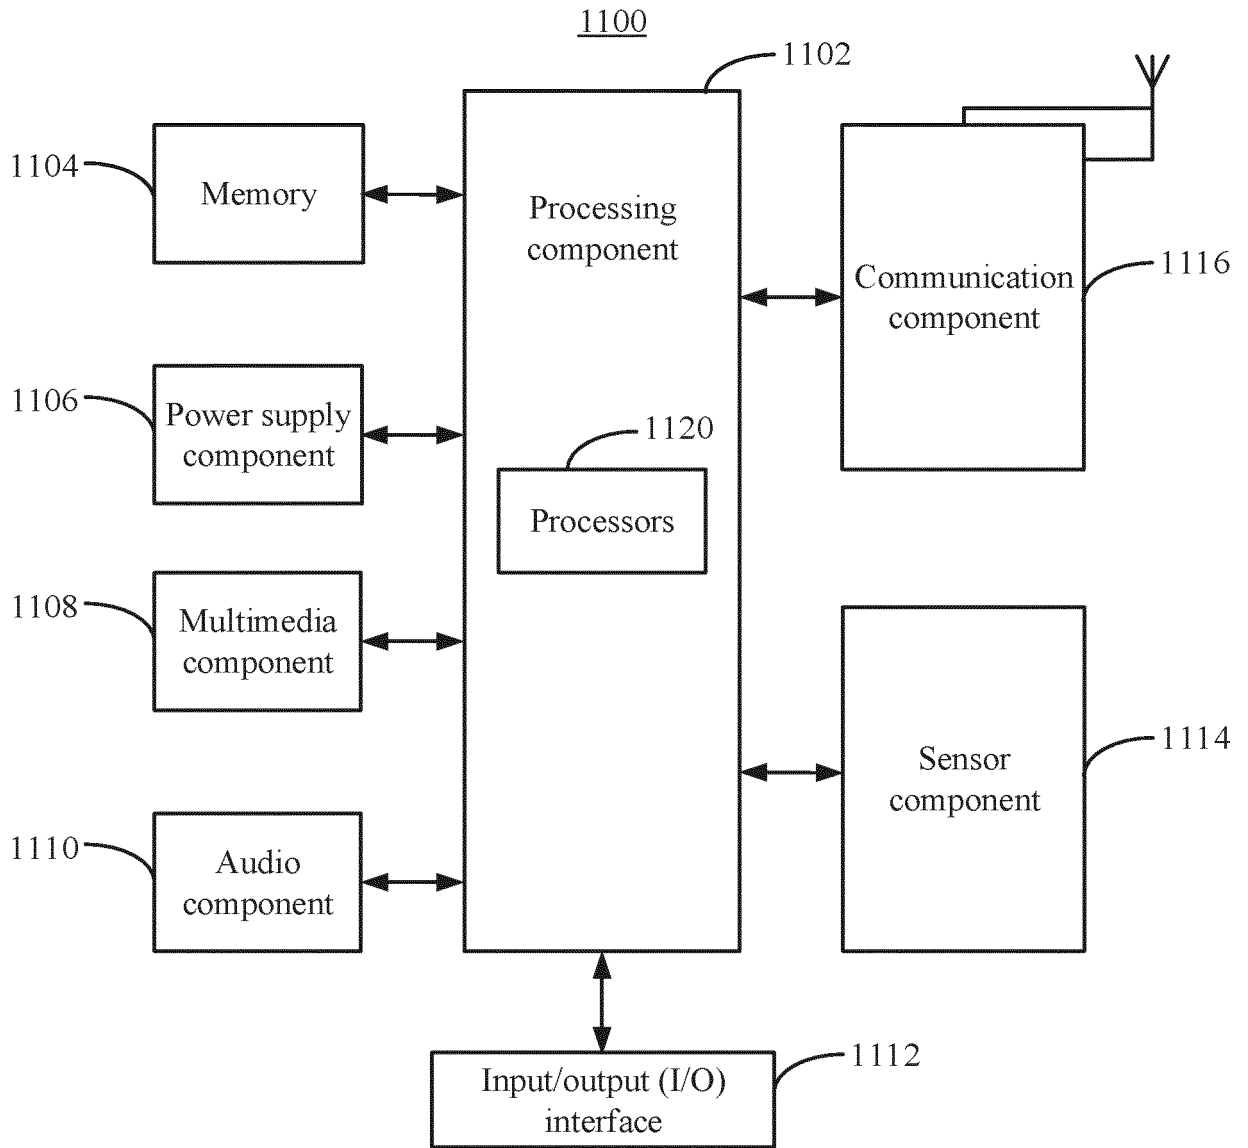 1100
1102
1104
Memory
Processing
component
Communication
component
1116
1106
Power supply
component
1120
Processors
1108
Multimedia
component
Sensor
component
1114
1110
Audio
component
Input/output (I/O)
interface
1112